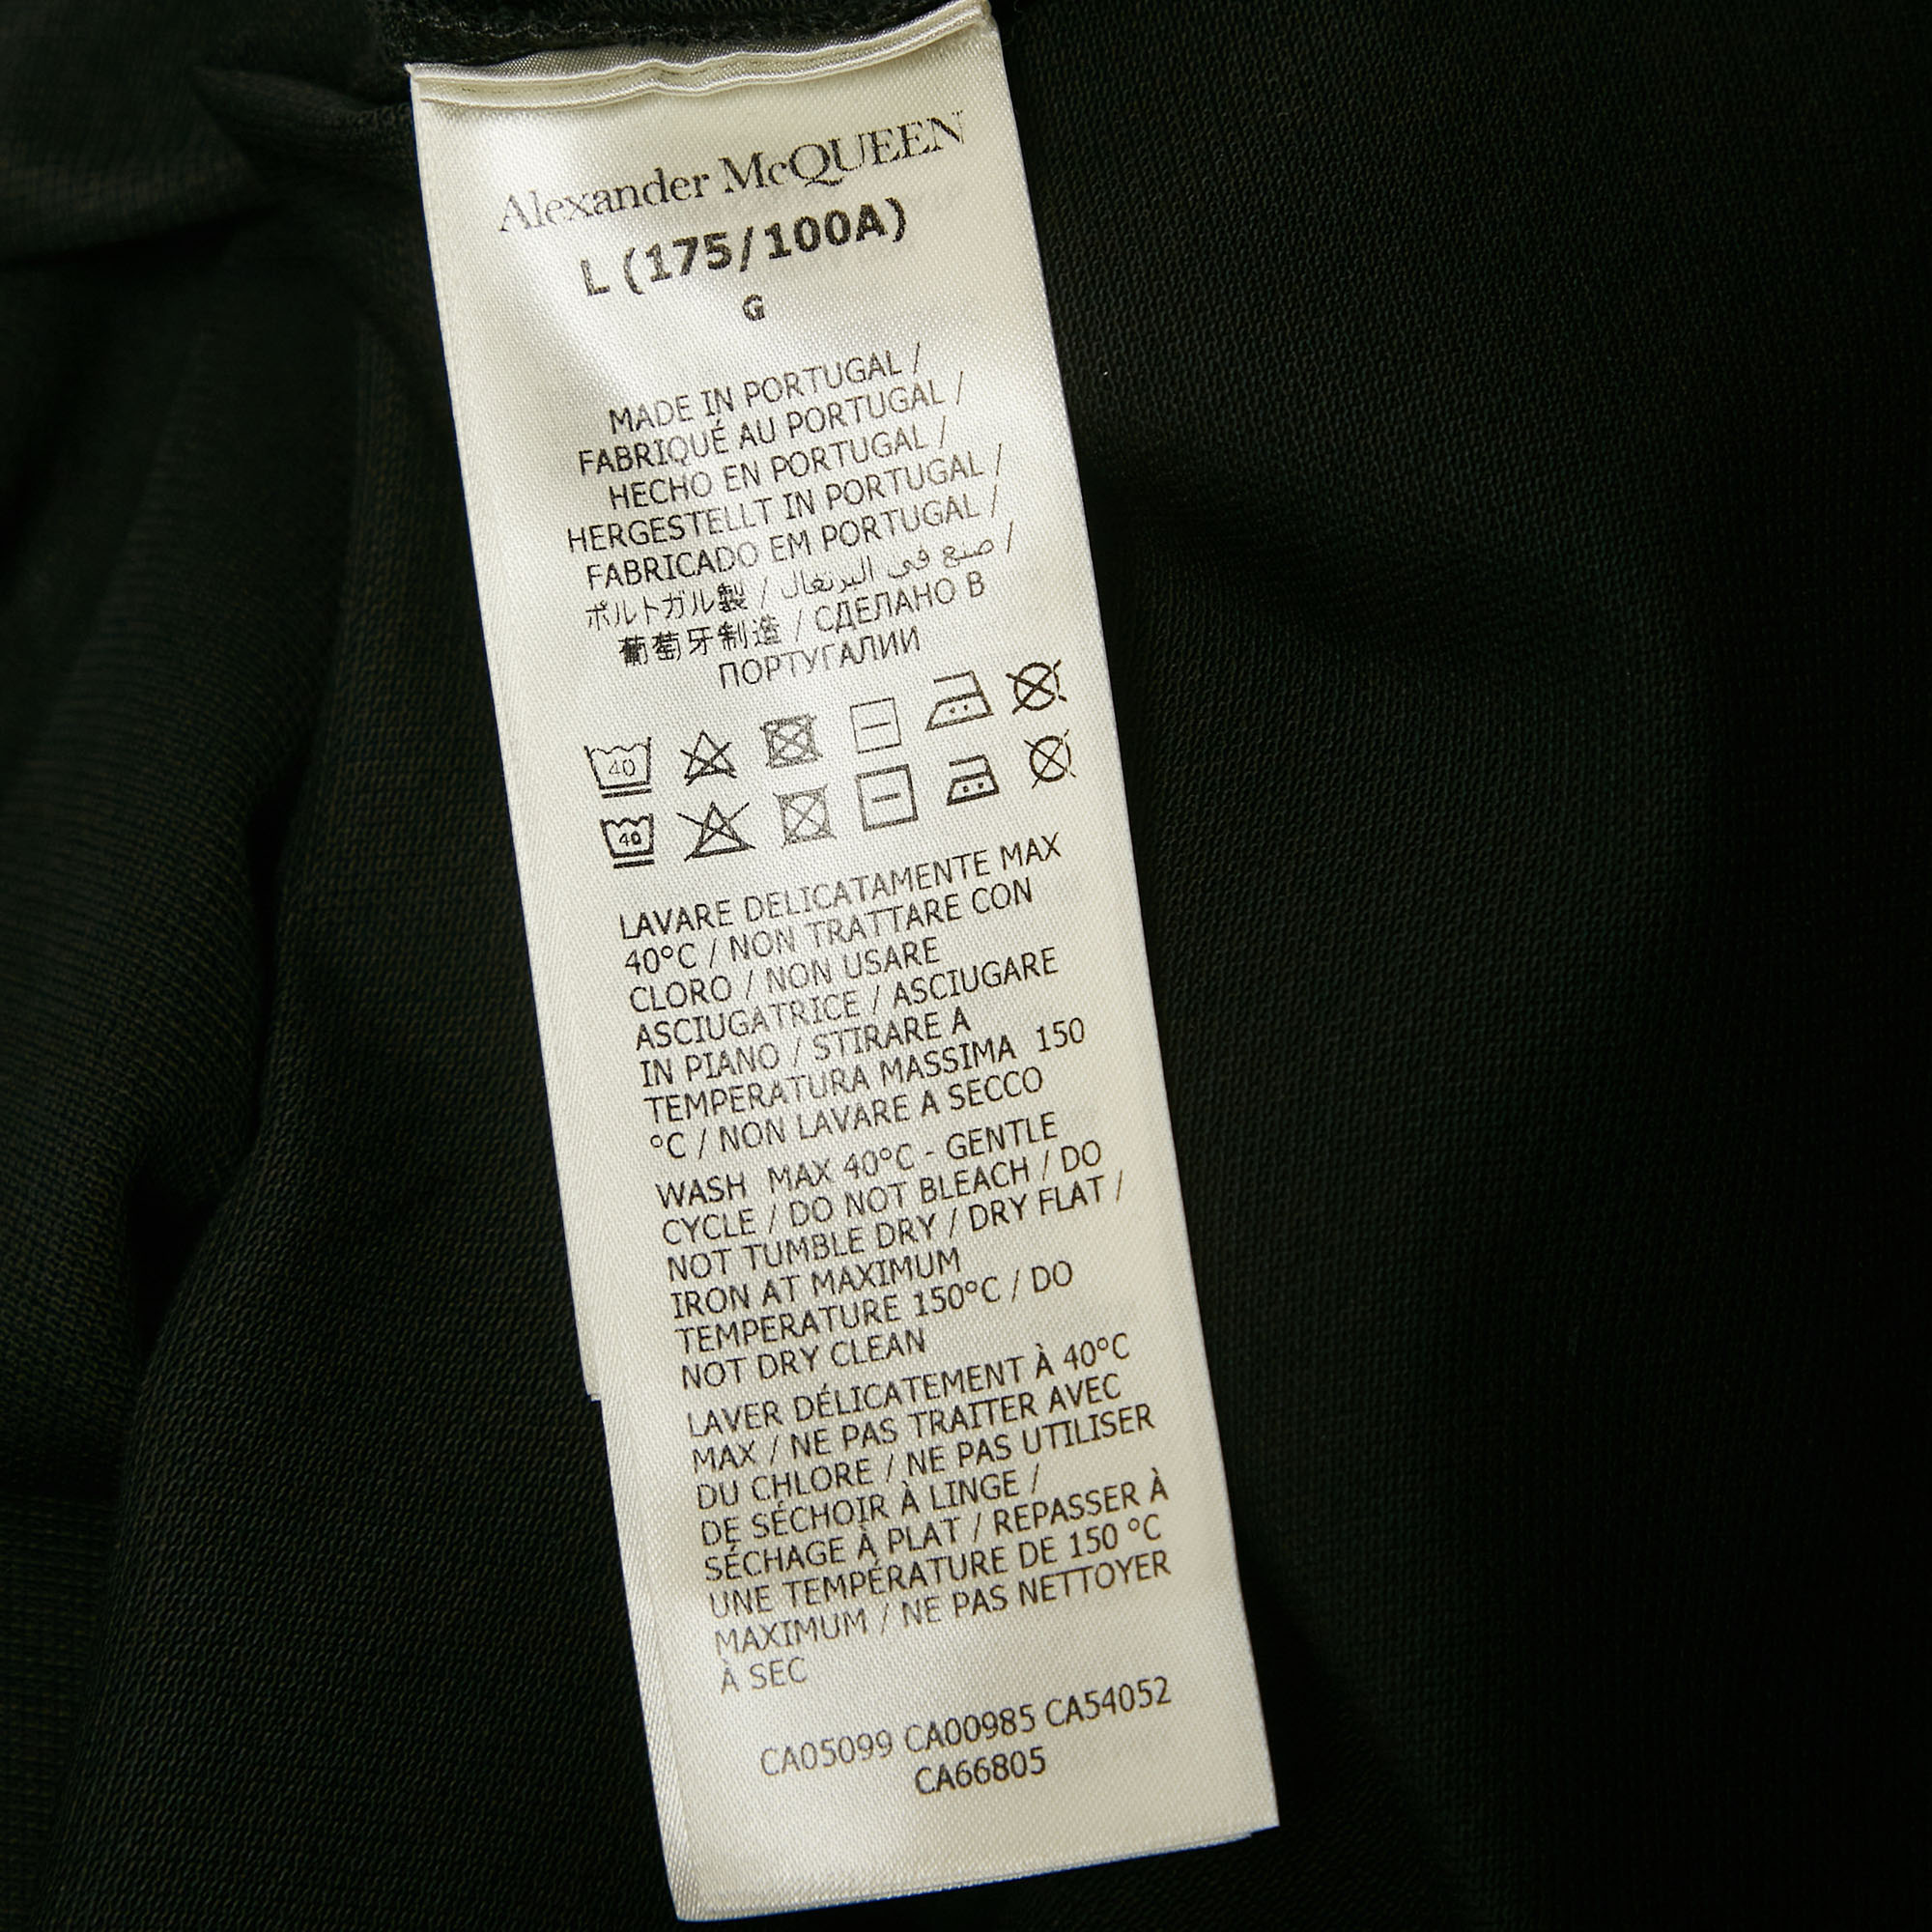 Alexander McQUEEN
L (175/100A)
G
MADE IN PORTUGAL /
FABRIQUÉ AU PORTUGAL /
HECHO EN PORTUGAL /
HERGESTELLT IN PORTUGAL /
FABRICADO EM PORTUGAL /
ポルトガル製 / صنع في البرتغال /
葡萄牙制造 / СДЕЛАНО В
ПОРТУГАЛИИ
40
40
LAVARE DELICATAMENTE MAX
40°C / NON TRATTARE CON
CLORO / NON USARE
ASCIUGATRICE / ASCIUGARE
IN PIANO / STIRARE A
TEMPERATURA MASSIMA 150
°C / NON LAVARE A SECCO
WASH MAX 40°C - GENTLE
CYCLE / DO NOT BLEACH / DO
NOT TUMBLE DRY / DRY FLAT /
IRON AT MAXIMUM
TEMPERATURE 150°C / DO
NOT DRY CLEAN
LAVER DÉLICATEMENT À 40°C
MAX / NE PAS TRAITER AVEC
DU CHLORE / NE PAS UTILISER
DE SÉCHOIR À LINGE /
SÉCHAGE À PLAT / REPASSER À
UNE TEMPÉRATURE DE 150 °C
MAXIMUM / NE PAS NETTOYER
À SEC
CA05099 CA00985 CA54052
CA66805